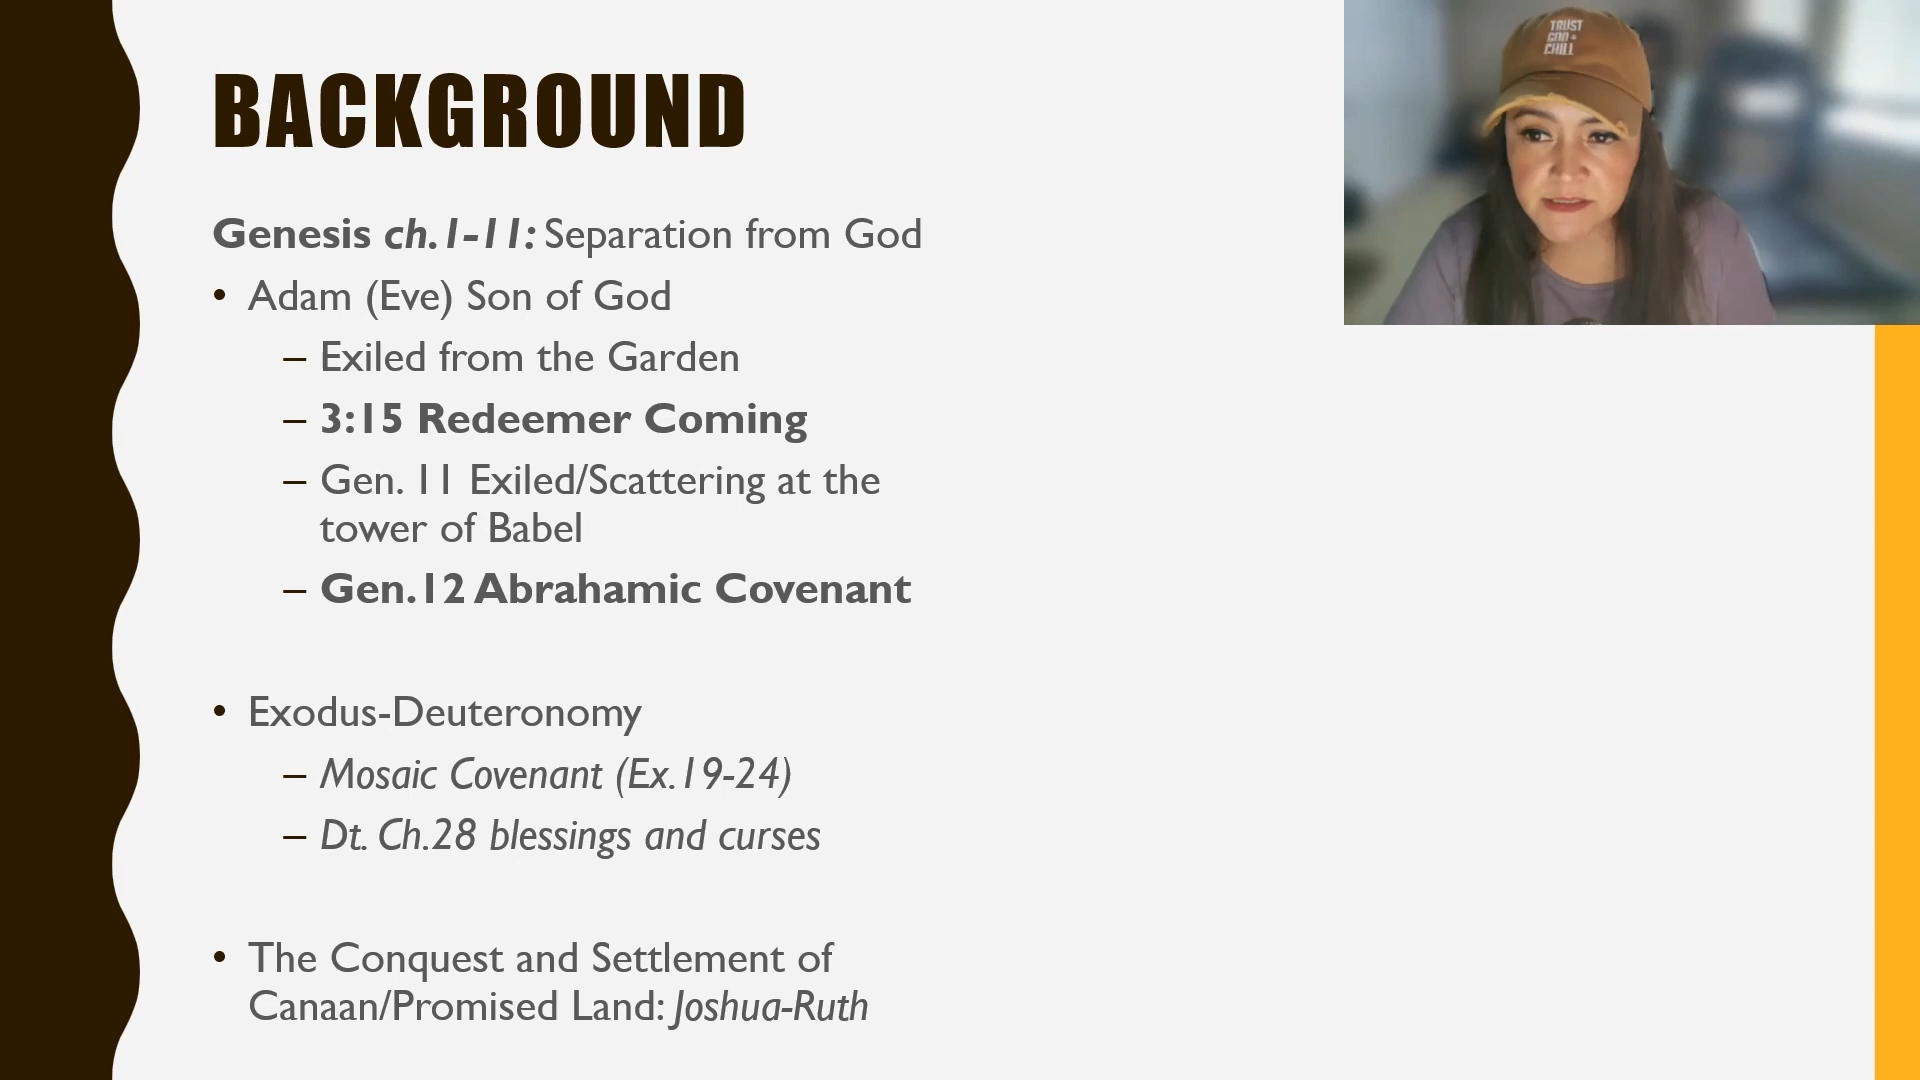 BACKGROUND
Genesis ch.1-11: Separation from God
• Adam (Eve) Son of God
– Exiled from the Garden
– 3:15 Redeemer Coming
– Gen. 11 Exiled/Scattering at the
tower of Babel
– Gen.12 Abrahamic Covenant
• Exodus-Deuteronomy
– Mosaic Covenant (Ex.19-24)
– Dt. Ch.28 blessings and curses
• The Conquest and Settlement of
Canaan/Promised Land: Joshua-Ruth
TRUST
GOD +
CHILL